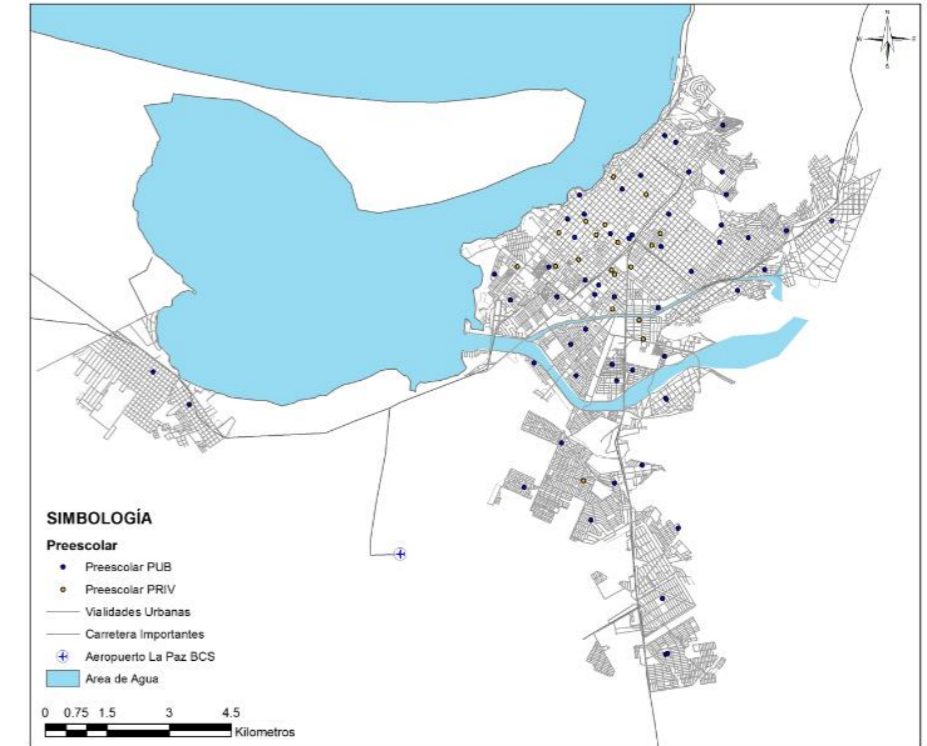 N
S
SIMBOLOGÍA
Preescolar
Preescolar PUB
Preescolar PRIV
Vialidades Urbanas
Carretera Importantes
Aeropuerto La Paz BCS
Area de Agua
0 0.75 1.5 3 4.5
Kilometros